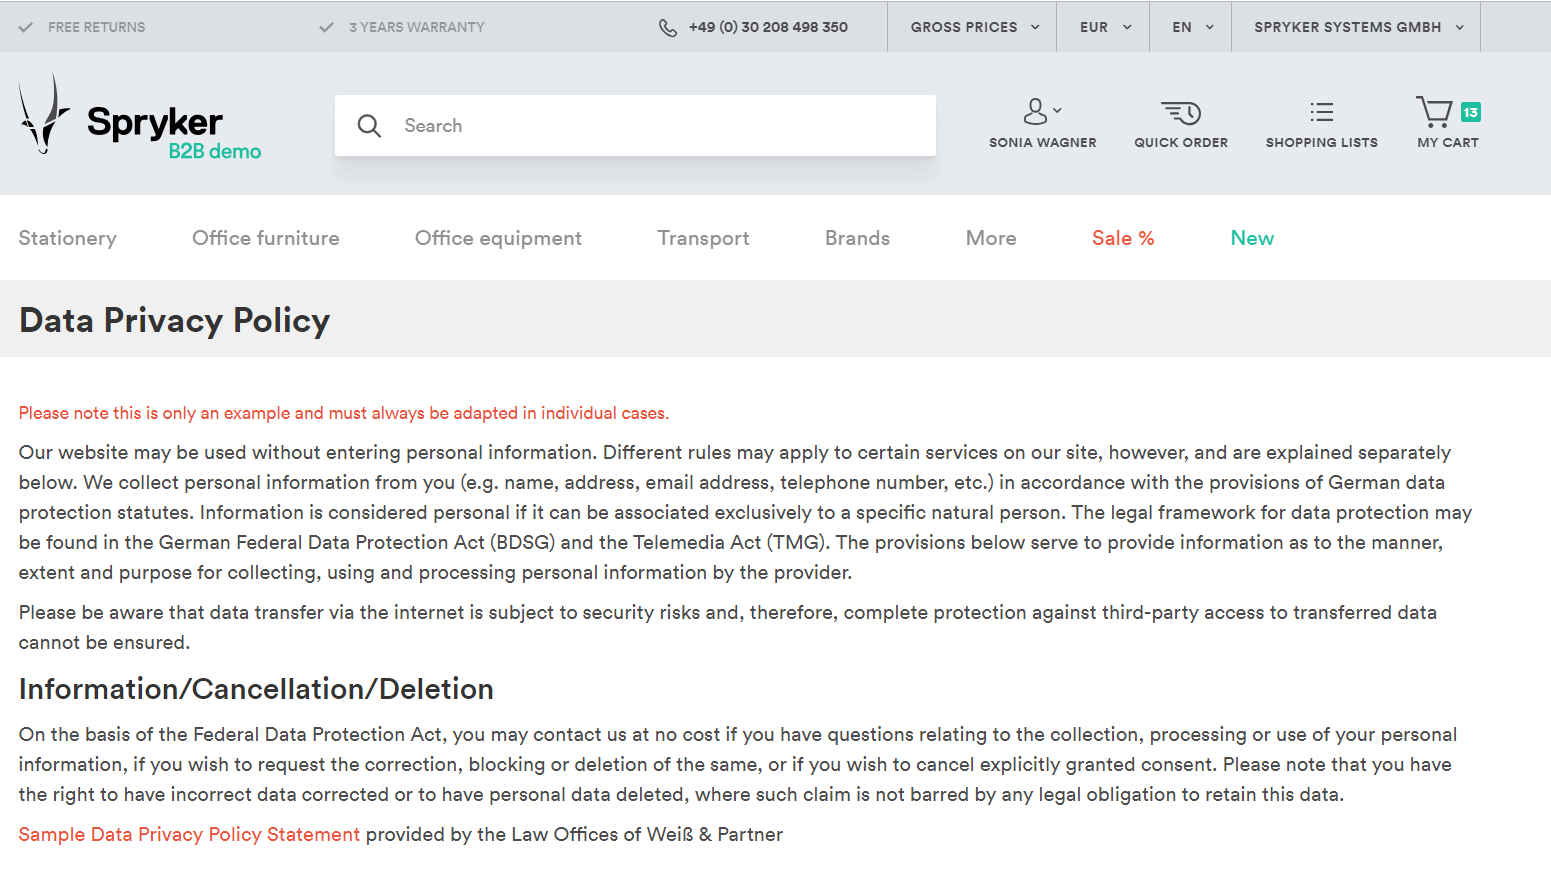 FREE RETURNS
3 YEARS WARRANTY
+49 (0) 30 208 498 350
GROSS PRICES
EUR
EN
SPRYKER SYSTEMS GMBH
Spryker
B2B demo
Search
SONIA WAGNER
QUICK ORDER
SHOPPING LISTS
13
MY CART
Stationery
Office furniture
Office equipment
Transport
Brands
More
Sale %
New
Data Privacy Policy
Please note this is only an example and must always be adapted in individual cases.
Our website may be used without entering personal information. Different rules may apply to certain services on our site, however, and are explained separately
below. We collect personal information from you (e.g. name, address, email address, telephone number, etc.) in accordance with the provisions of German data
protection statutes. Information is considered personal if it can be associated exclusively to a specific natural person. The legal framework for data protection may
be found in the German Federal Data Protection Act (BDSG) and the Telemedia Act (TMG). The provisions below serve to provide information as to the manner,
extent and purpose for collecting, using and processing personal information by the provider.
Please be aware that data transfer via the internet is subject to security risks and, therefore, complete protection against third-party access to transferred data
cannot be ensured.
Information/Cancellation/Deletion
On the basis of the Federal Data Protection Act, you may contact us at no cost if you have questions relating to the collection, processing or use of your personal
information, if you wish to request the correction, blocking or deletion of the same, or if you wish to cancel explicitly granted consent. Please note that you have
the right to have incorrect data corrected or to have personal data deleted, where such claim is not barred by any legal obligation to retain this data.
Sample Data Privacy Policy Statement provided by the Law Offices of Weiß & Partner